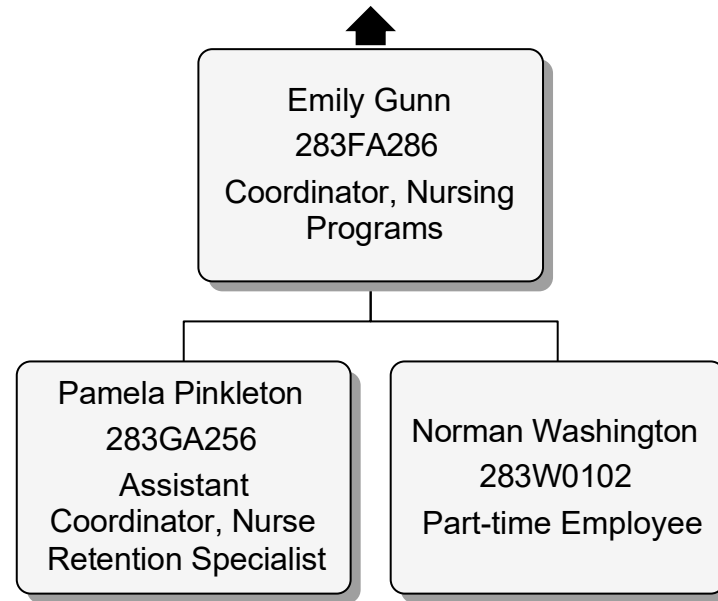 Emily Gunn
283FA286
Coordinator, Nursing
Programs
Pamela Pinkleton
283GA256
Assistant
Coordinator, Nurse
Retention Specialist
Norman Washington
283W0102
Part-time Employee